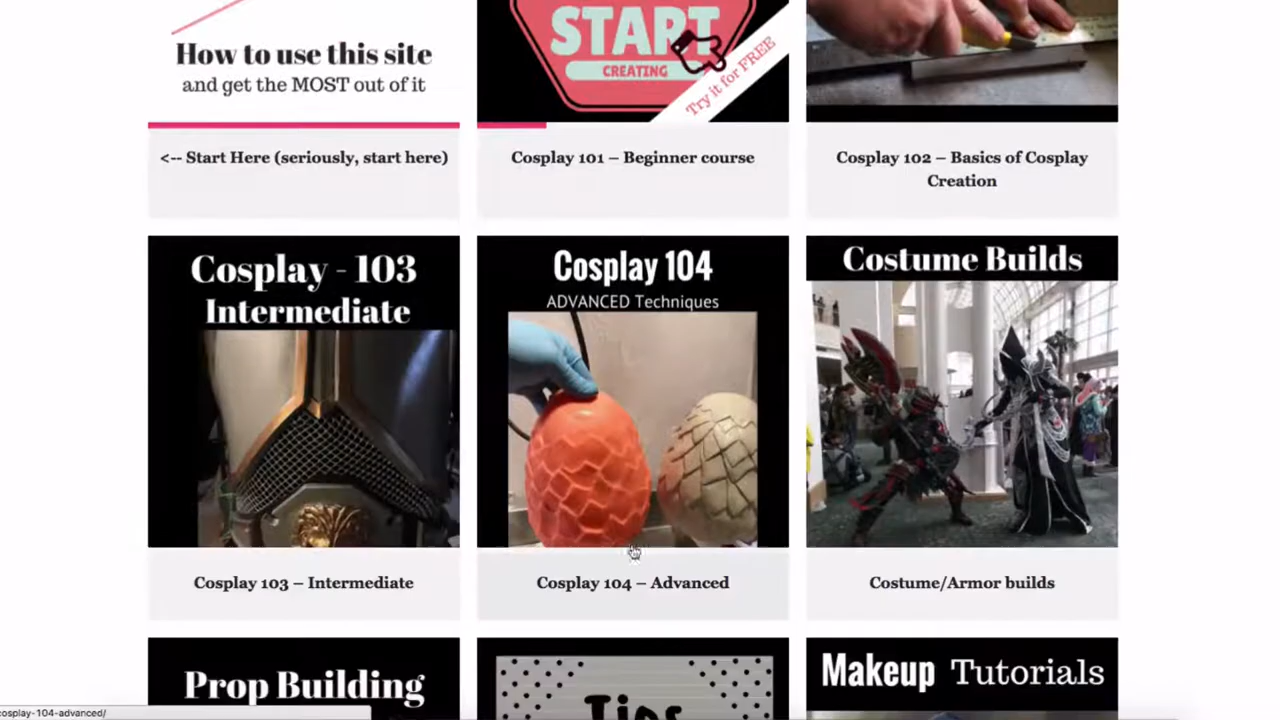 How to use this site
and get the MOST out of it
<-- Start Here (seriously, start here)
START
CREATING
Try it for FREE
Cosplay 101 – Beginner course
Cosplay 102 – Basics of Cosplay
Creation
Cosplay - 103
Intermediate
Cosplay 103 – Intermediate
Cosplay 104
ADVANCED Techniques
Cosplay 104 – Advanced
Costume Builds
Costume/Armor builds
Prop Building
Tips
Makeup Tutorials
cosplay-104-advanced/